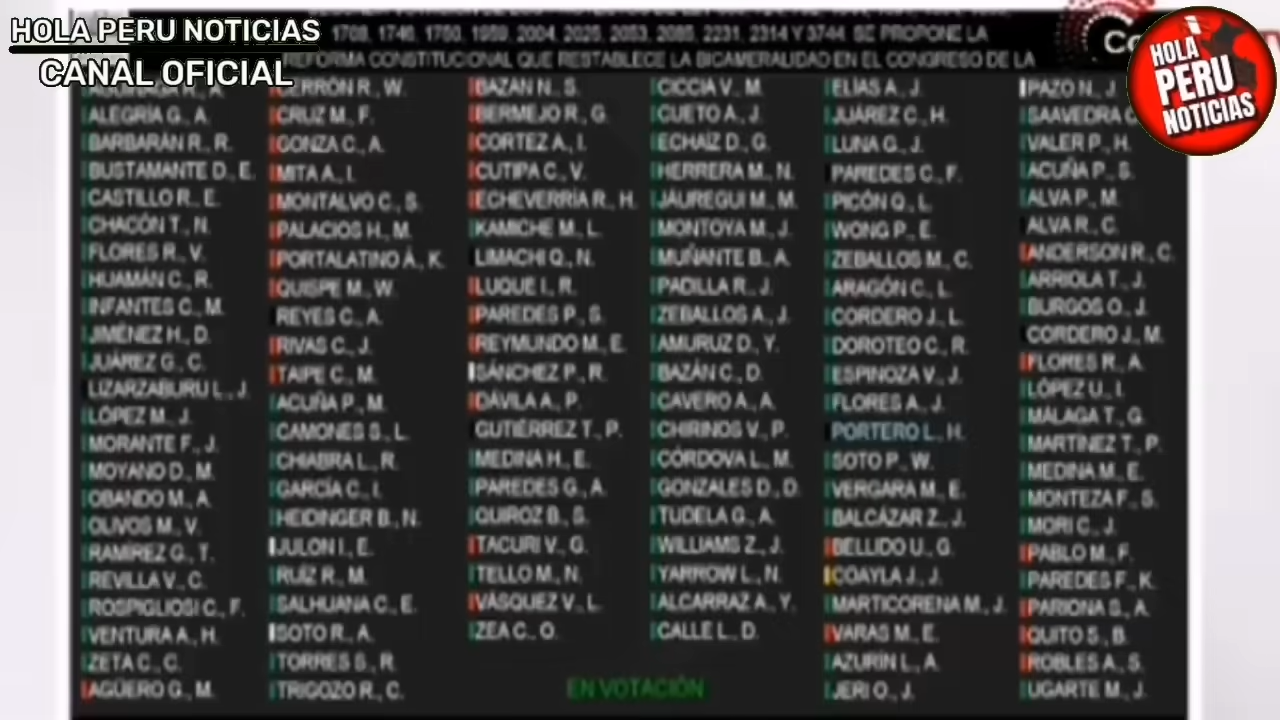 HOLA PERU NOTICIAS
CANAL OFICIAL
HOLA
PERU
NOTICIAS
1708, 1746, 1750, 1959, 2004, 2025, 2053, 2085, 2231, 2314 Y 3744. SE PROPONE LA
REFORMA CONSTITUCIONAL QUE RESTABLECE LA BICAMERALIDAD EN EL CONGRESO DE LA
ALEGRÍA G., A.
BARBARÁN R., R.
BUSTAMANTE D., E.
CASTILLO R., E.
CHACÓN T., N.
FLORES R., V.
HUAMÁN C., R.
INFANTES C., M.
JIMÉNEZ H., D.
JUÁREZ G., C.
LIZARZABURU L., J.
LÓPEZ M., J.
MORANTE F., J.
MOYANO D., M.
OBANDO M., A.
OLIVOS M., V.
RAMÍREZ G., T.
REVILLA V., C.
ROSPIGLIOSI C., F.
VENTURA A., H.
ZETA C., C.
AGÜERO G., M.
CERRÓN R., W.
CRUZ M., F.
GONZA C., A.
MITA A., I.
MONTALVO C., S.
PALACIOS H., M.
PORTALATINO Á., K.
QUISPE M., W.
REYES C., A.
RIVAS C., J.
TAIPE C., M.
ACUÑA P., M.
CAMONES S., L.
CHIABRA L., R.
GARCÍA C., I.
HEIDINGER B., N.
JULON I., E.
RUÍZ R., M.
SALHUANA C., E.
SOTO R., A.
TORRES S., R.
TRIGOZO R., C.
BAZÁN N., S.
BERMEJO R., G.
CORTEZ A., I.
CUTIPA C., V.
ECHEVERRÍA R., H.
KAMICHE M., L.
LIMACHI Q., N.
LUQUE I., R.
PAREDES P., S.
REYMUNDO M., E.
SÁNCHEZ P., R.
DÁVILA A., P.
GUTIÉRREZ T., P.
MEDINA H., E.
PAREDES G., A.
QUIROZ B., S.
TACURI V., G.
TELLO M., N.
VÁSQUEZ V., L.
ZEA C., O.
EN VOTACIÓN
CICCIA V., M.
CUETO A., J.
ECHAÍZ D., G.
HERRERA M., N.
JÁUREGUI M., M.
MONTOYA M., J.
MUÑANTE B., A.
PADILLA R., J.
ZEBALLOS A., J.
AMURUZ D., Y.
BAZÁN C., D.
CAVERO A., A.
CHIRINOS V., P.
CÓRDOVA L., M.
GONZALES D., D.
TUDELA G., A.
WILLIAMS Z., J.
YARROW L., N.
ALCARRAZ A., Y.
CALLE L., D.
ELÍAS A., J.
JUÁREZ C., H.
LUNA G., J.
PAREDES C., F.
PICÓN Q., L.
WONG P., E.
ZEBALLOS M., C.
ARAGÓN C., L.
CORDERO J., L.
DOROTEO C., R.
ESPINOZA V., J.
FLORES A., J.
PORTERO L., H.
SOTO P., W.
VERGARA M., E.
BALCÁZAR Z., J.
BELLIDO U., G.
COAYLA J., J.
MARTICORENA M., J.
VARAS M., E.
AZURÍN L., A.
JERI O., J.
PAZO N., J.
SAAVEDRA
VALER P., H.
ACUÑA P., S.
ALVA P., M.
ALVA R., C.
ANDERSON R., C.
ARRIOLA T., J.
BURGOS O., J.
CORDERO J., M.
FLORES R., A.
LÓPEZ U., I.
MÁLAGA T., G.
MARTÍNEZ T., P.
MEDINA M., E.
MONTEZA F., S.
MORI C., J.
PABLO M., F.
PAREDES F., K.
PARIONA S., A.
QUITO S., B.
ROBLES A., S.
UGARTE M., J.